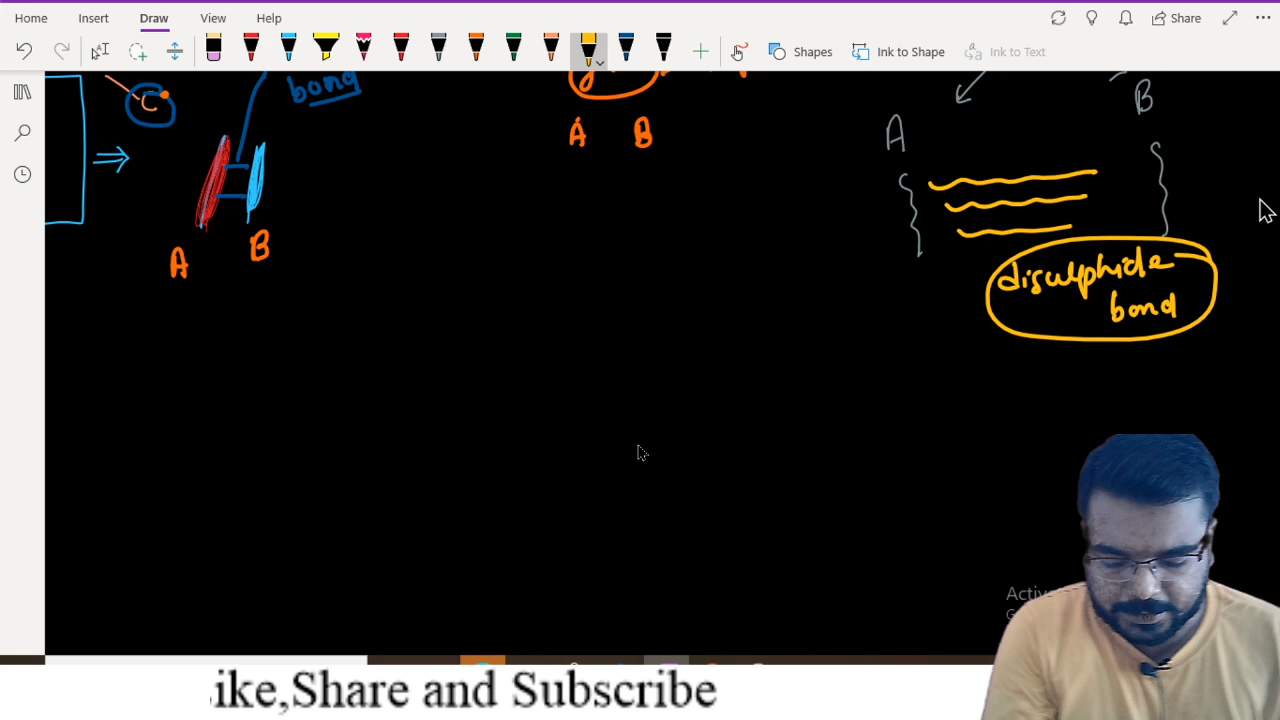 Home Insert Draw View Help
Share
Shapes Ink to Shape Ink to Text
bond
C
A B
B
A
A B
disulphide
bond
Activ
ike,Share and Subscribe